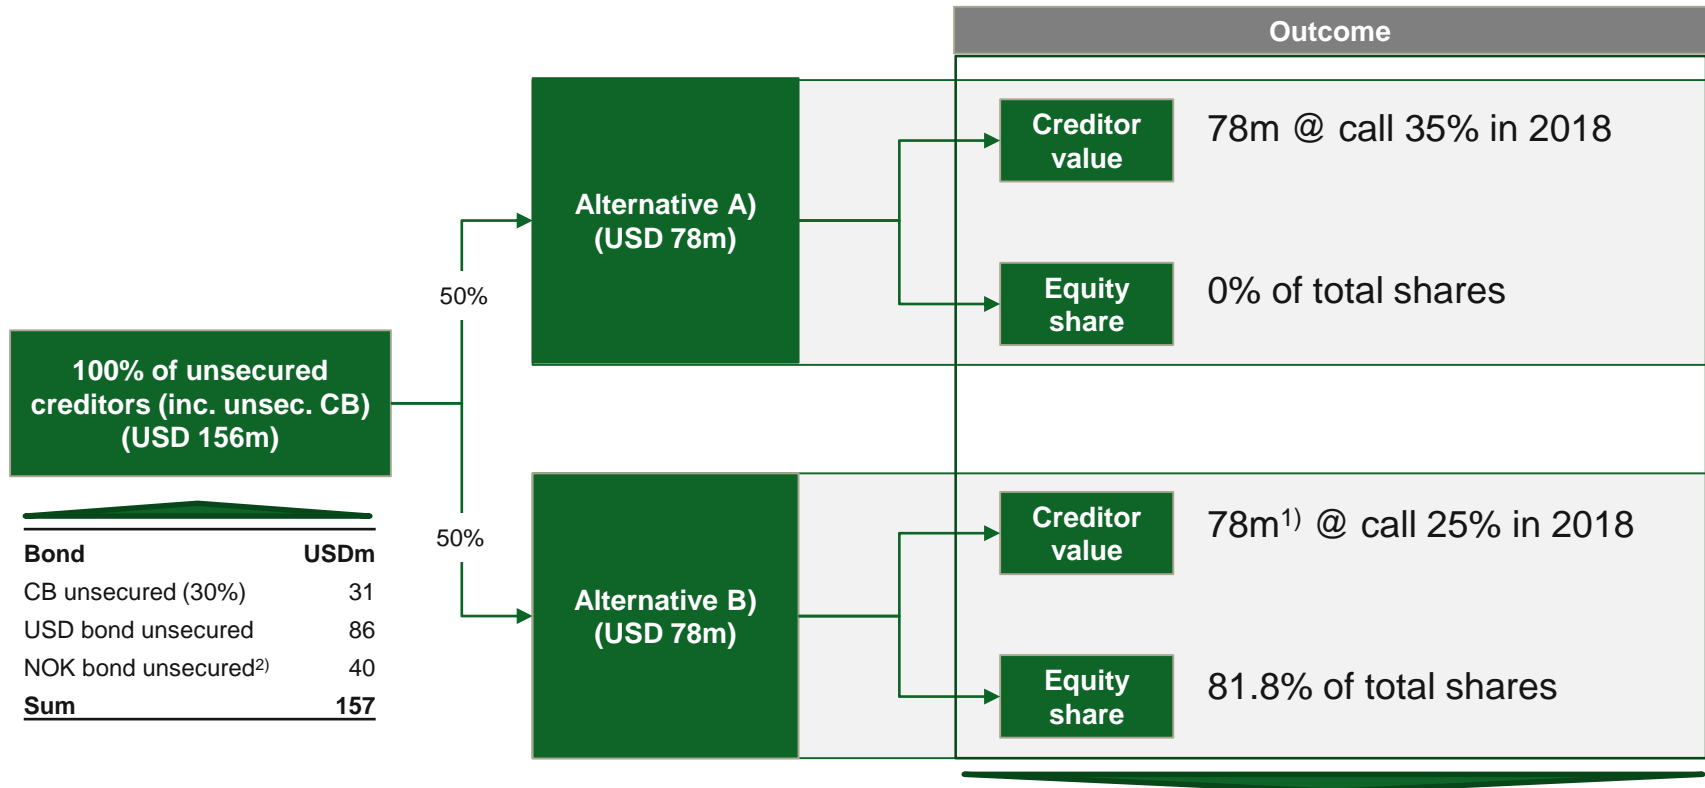 Outcome
Creditor
value
78m @ call 35% in 2018
Alternative A)
(USD 78m)
50%
Equity
share
0% of total shares
100% of unsecured
creditors (inc. unsec. CB)
(USD 156m)
50%
Creditor
value
78m1) @ call 25% in 2018
Alternative B)
(USD 78m)
Equity
share
81.8% of total shares
Bond USDm
CB unsecured (30%) 31
USD bond unsecured 86
NOK bond unsecured2) 40
Sum 157